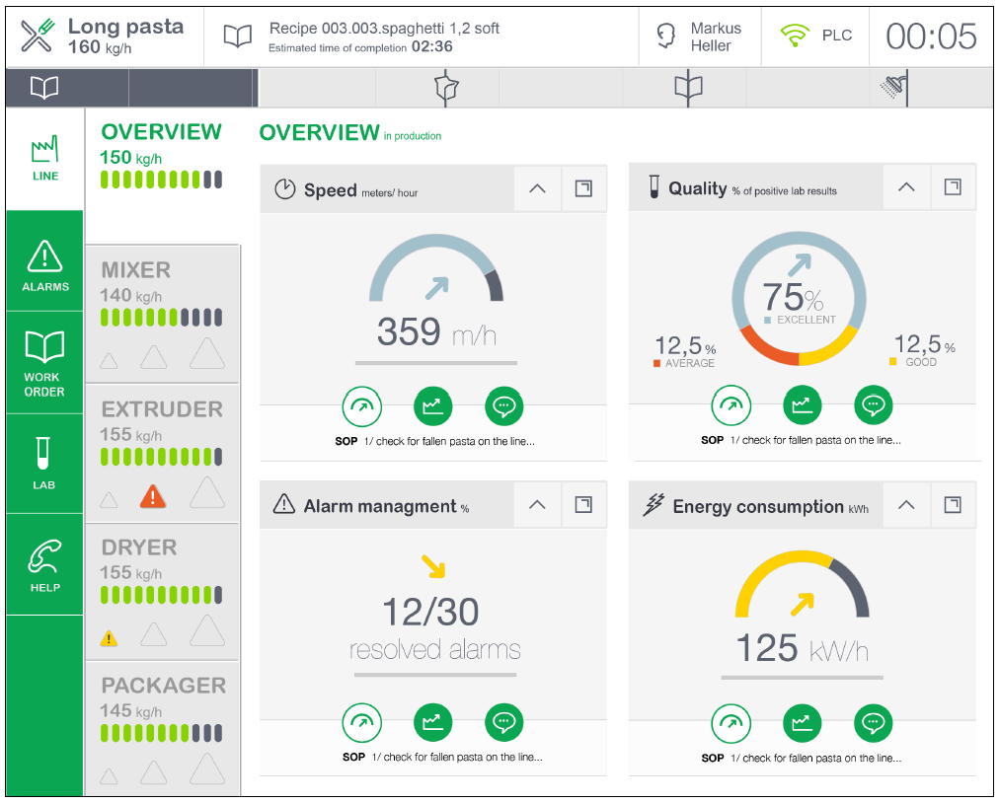 Long pasta
160 kg/h
Recipe 003.003.spaghetti 1,2 soft
Estimated time of completion 02:36
Markus
Heller
PLC
00:05
LINE
ALARMS
WORK
ORDER
LAB
HELP
OVERVIEW
150 kg/h
MIXER
140 kg/h
EXTRUDER
155 kg/h
DRYER
155 kg/h
PACKAGER
145 kg/h
OVERVIEW in production
Speed meters/ hour
359 m/h
SOP 1/ check for fallen pasta on the line...
Quality % of positive lab results
75%
EXCELLENT
12,5%
AVERAGE
12,5%
GOOD
SOP 1/ check for fallen pasta on the line...
Alarm managment %
12/30
resolved alarms
SOP 1/ check for fallen pasta on the line...
Energy consumption kWh
125 kW/h
SOP 1/ check for fallen pasta on the line...